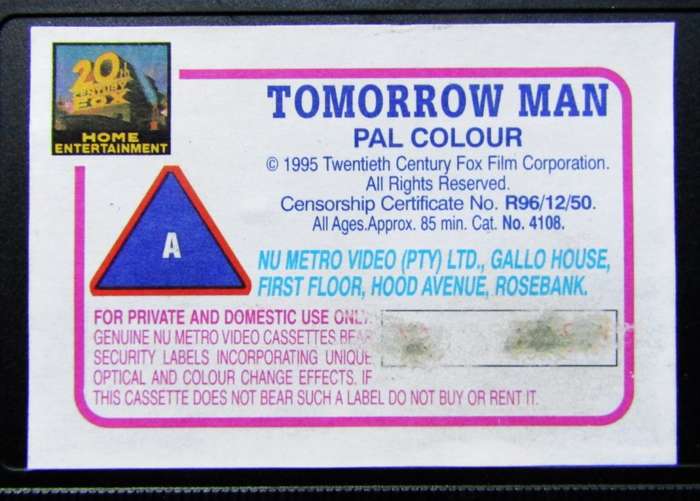 20th
CENTURY
FOX
HOME
ENTERTAINMENT
TOMORROW MAN
PAL COLOUR
© 1995 Twentieth Century Fox Film Corporation.
All Rights Reserved.
Censorship Certificate No. R96/12/50.
All Ages.Approx. 85 min. Cat. No. 4108.
A
NU METRO VIDEO (PTY) LTD., GALLO HOUSE,
FIRST FLOOR, HOOD AVENUE, ROSEBANK.
FOR PRIVATE AND DOMESTIC USE ONLY.
GENUINE NU METRO VIDEO CASSETTES BEAR
SECURITY LABELS INCORPORATING UNIQUE
OPTICAL AND COLOUR CHANGE EFFECTS. IF
THIS CASSETTE DOES NOT BEAR SUCH A LABEL DO NOT BUY OR RENT IT.